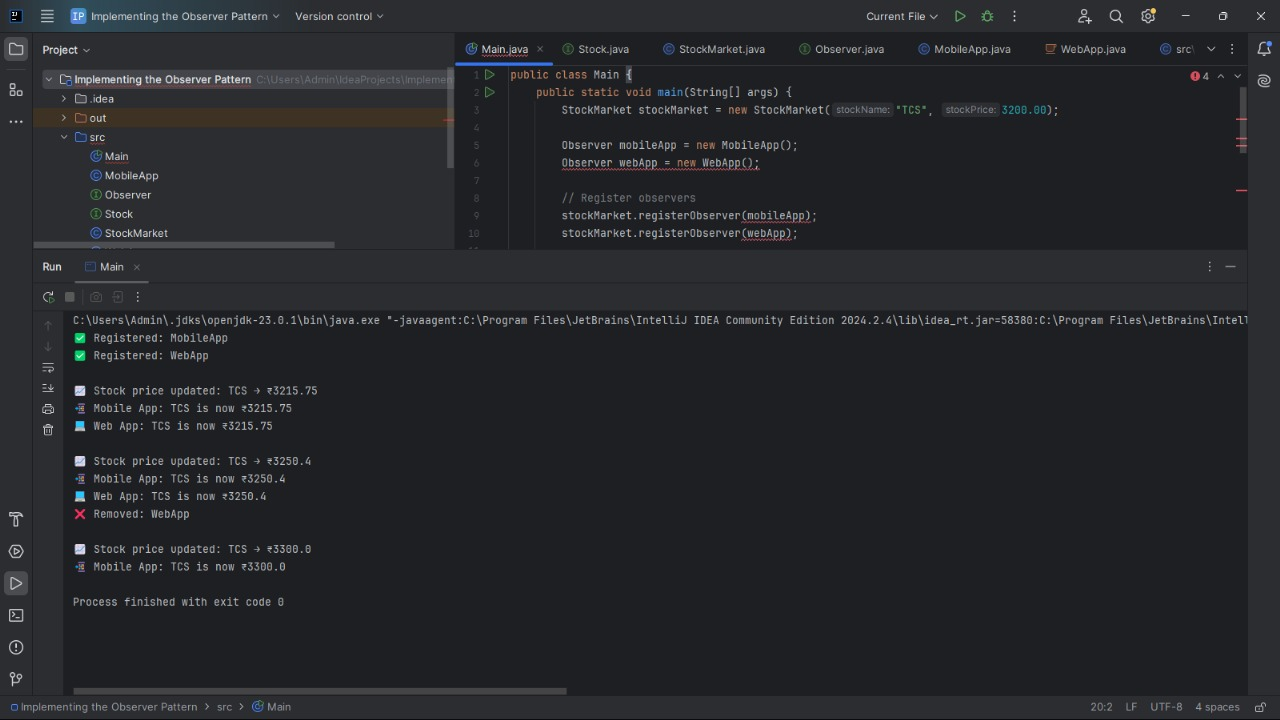 IP Implementing the Observer Pattern Version control Current File
Project
Main.java Stock.java StockMarket.java Observer.java MobileApp.java WebApp.java src\
Implementing the Observer Pattern C:\Users\Admin\IdeaProjects\Implemen
.idea
out
src
Main
MobileApp
Observer
Stock
StockMarket
4
1 public class Main {
2 public static void main(String[] args) {
3 StockMarket stockMarket = new StockMarket( stockName: "TCS", stockPrice: 3200.00);
4
5 Observer mobileApp = new MobileApp();
6 Observer webApp = new WebApp();
7
8 // Register observers
9 stockMarket.registerObserver(mobileApp);
10 stockMarket.registerObserver(webApp);
Run Main
C:\Users\Admin\.jdks\openjdk-23.0.1\bin\java.exe "-javaagent:C:\Program Files\JetBrains\IntelliJ IDEA Community Edition 2024.2.4\lib\idea_rt.jar=58380:C:\Program Files\JetBrains\Intell
✅ Registered: MobileApp
✅ Registered: WebApp
📈 Stock price updated: TCS → ₹3215.75
📲 Mobile App: TCS is now ₹3215.75
💻 Web App: TCS is now ₹3215.75
📈 Stock price updated: TCS → ₹3250.4
📲 Mobile App: TCS is now ₹3250.4
💻 Web App: TCS is now ₹3250.4
❌ Removed: WebApp
📈 Stock price updated: TCS → ₹3300.0
📲 Mobile App: TCS is now ₹3300.0
Process finished with exit code 0
Implementing the Observer Pattern > src > Main 20:2 LF UTF-8 4 spaces